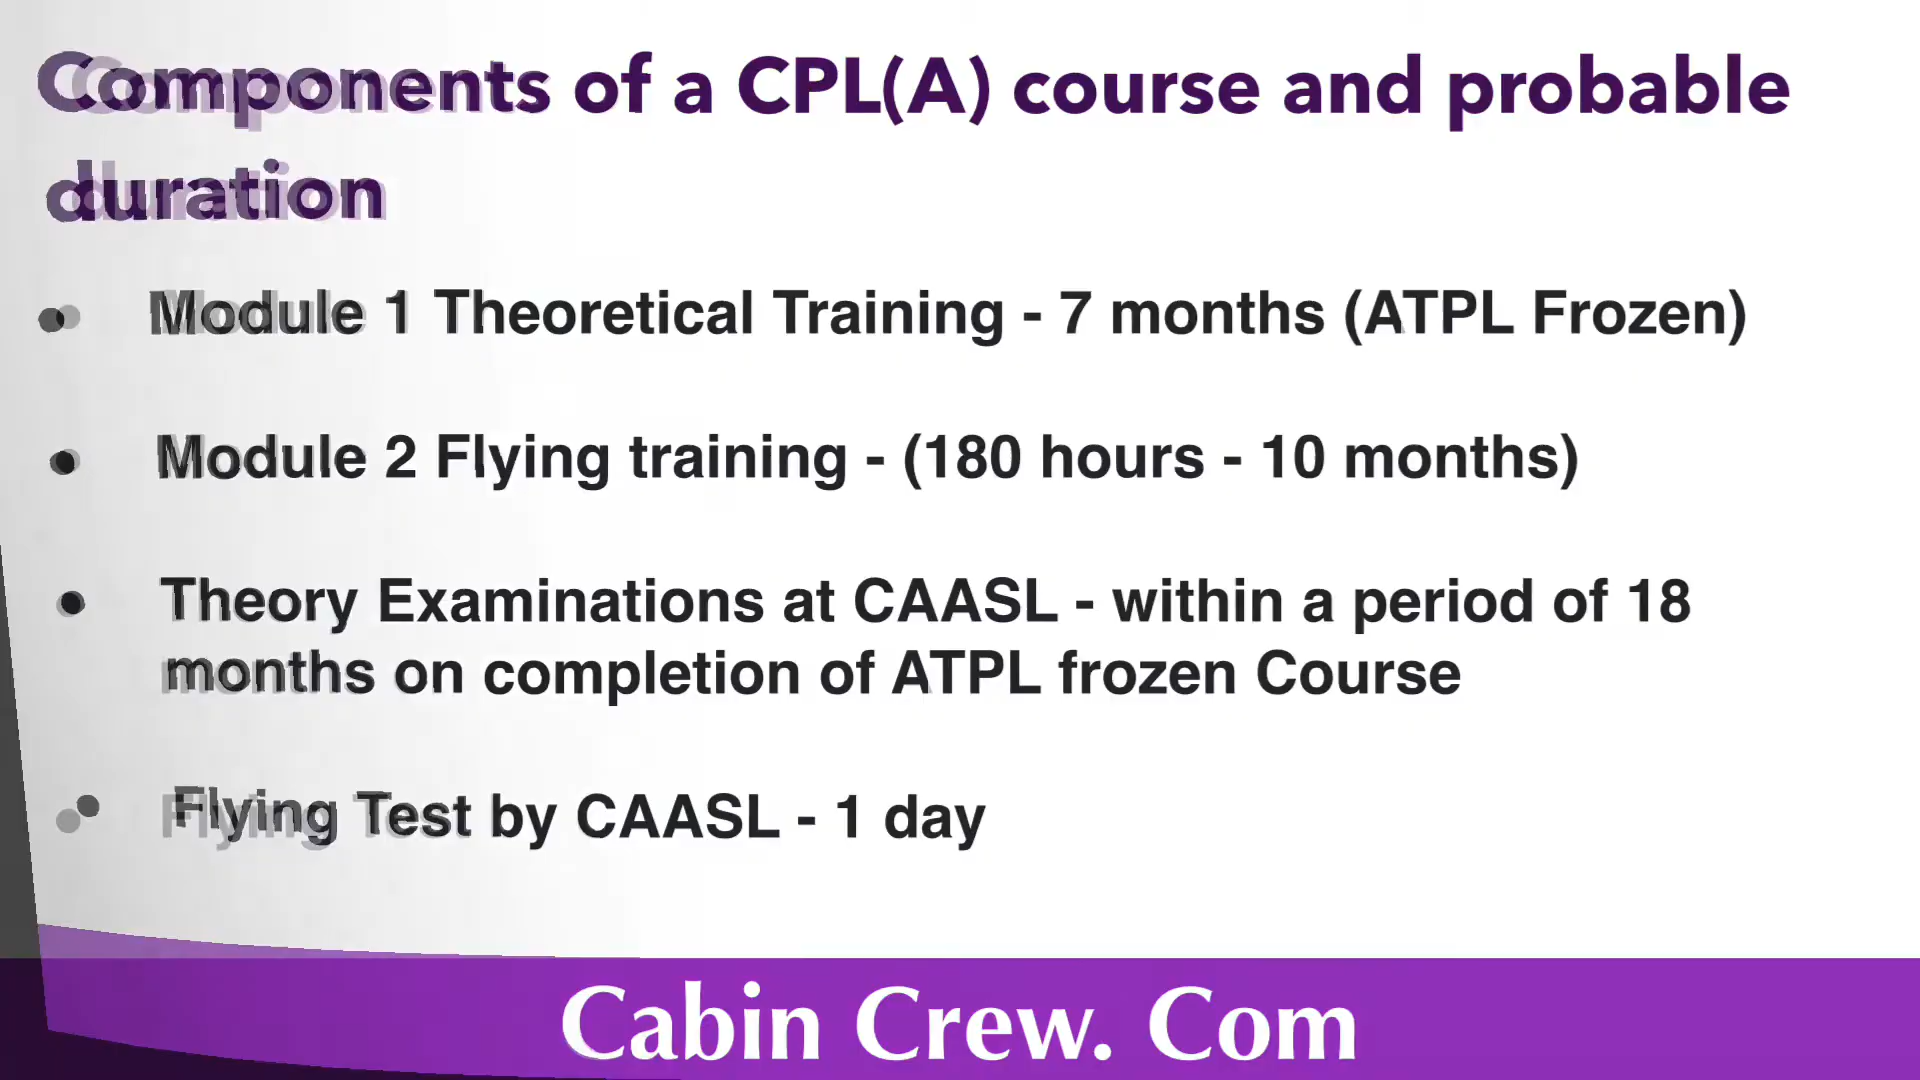 Components of a CPL(A) course and probable
duration
• Module 1 Theoretical Training - 7 months (ATPL Frozen)
• Module 2 Flying training - (180 hours - 10 months)
• Theory Examinations at CAASL - within a period of 18
months on completion of ATPL frozen Course
• Flying Test by CAASL - 1 day
Cabin Crew. Com